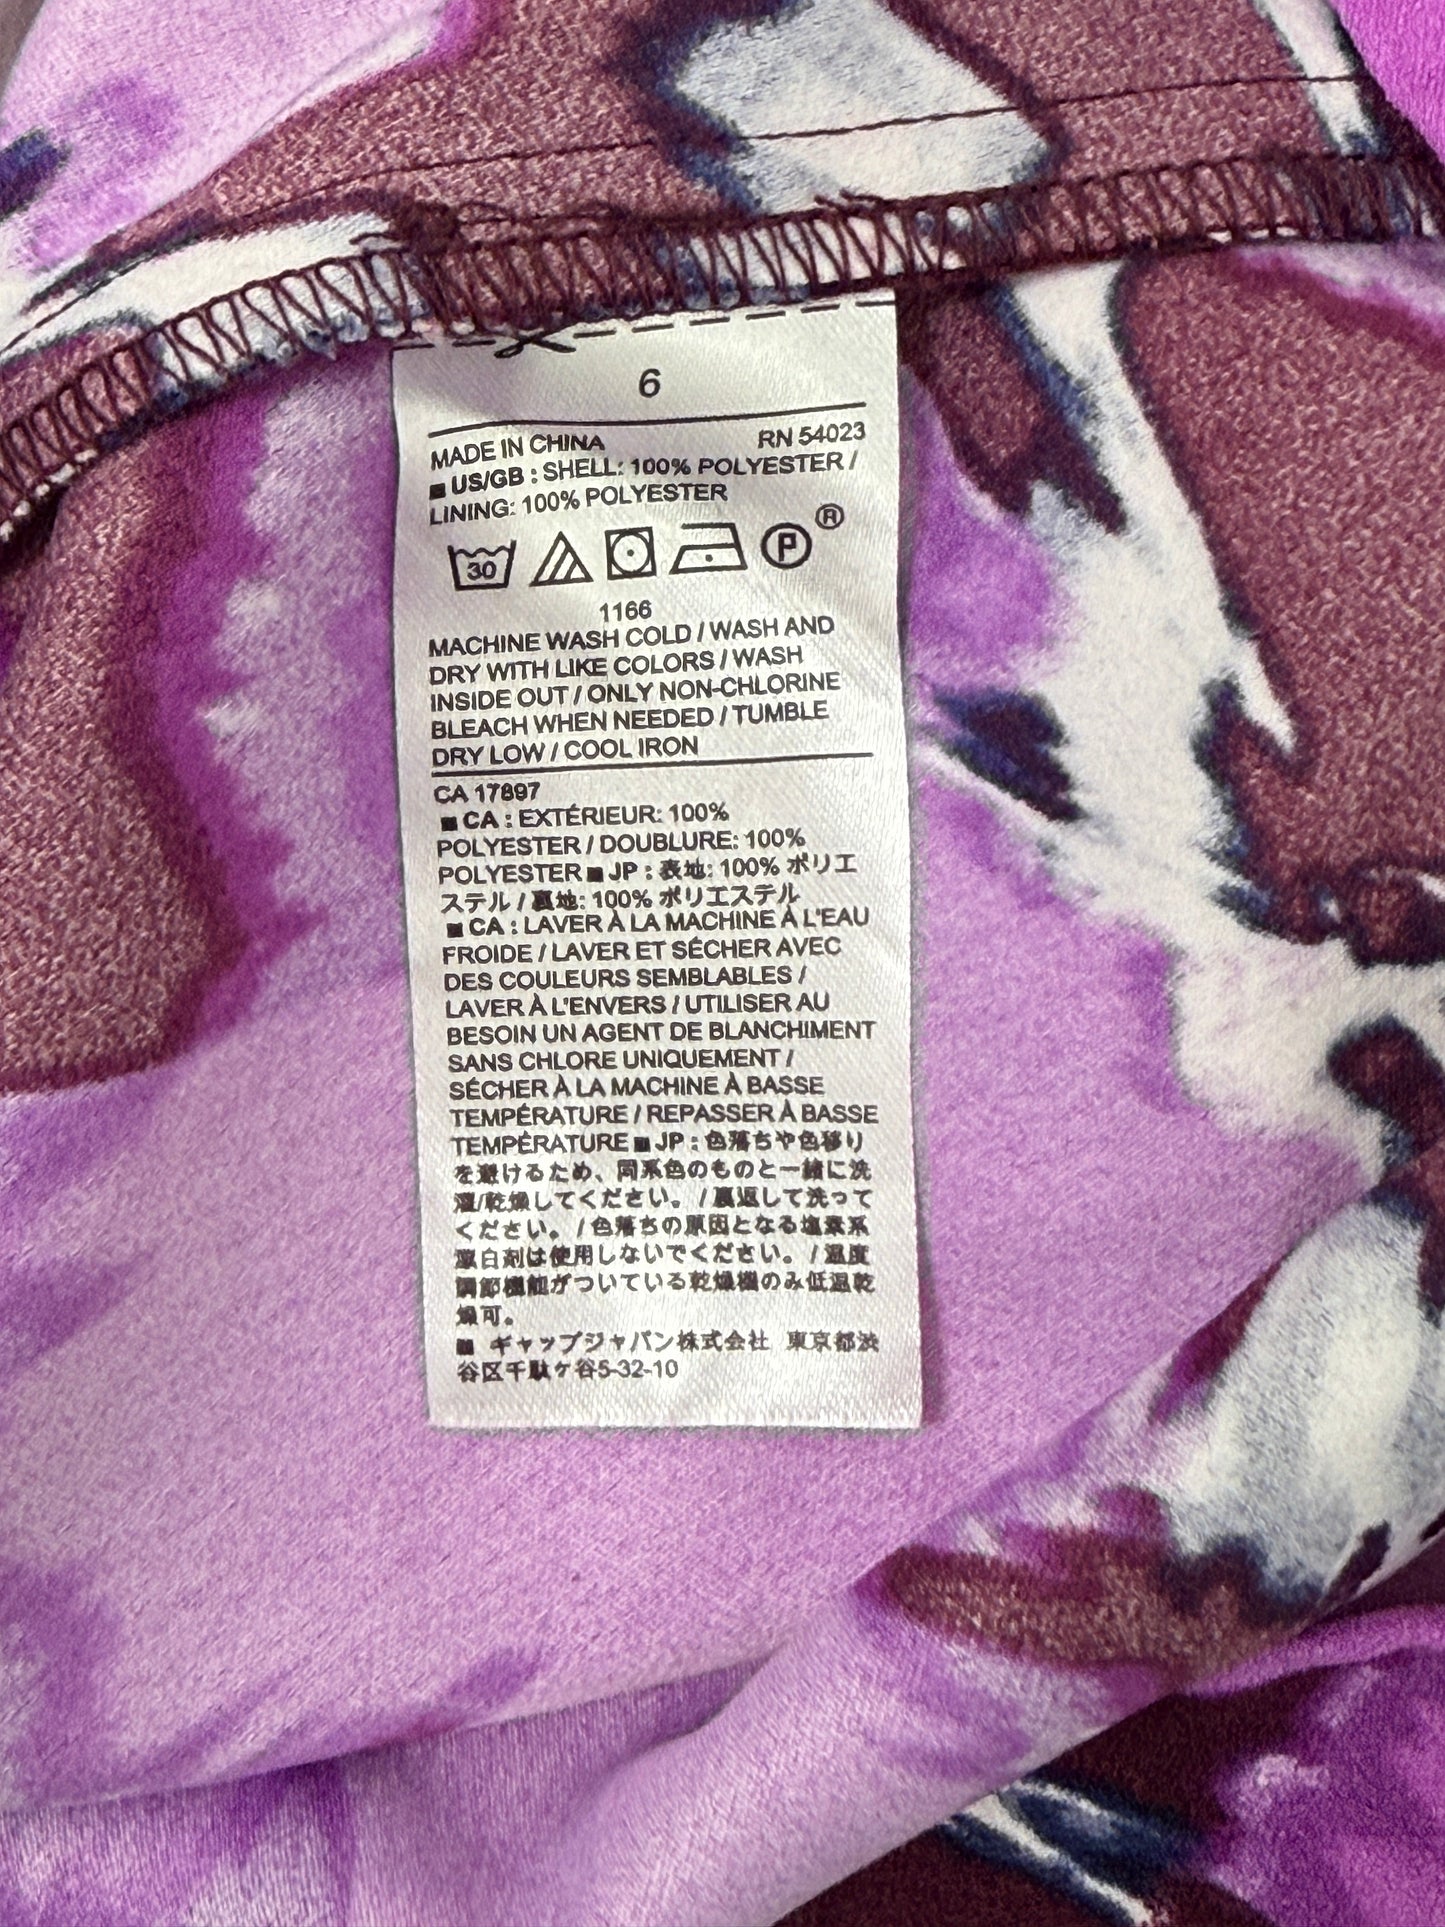 6
MADE IN CHINA RN 54023
■ US/GB : SHELL: 100% POLYESTER /
LINING: 100% POLYESTER
30 P ®
1166
MACHINE WASH COLD / WASH AND
DRY WITH LIKE COLORS / WASH
INSIDE OUT / ONLY NON-CHLORINE
BLEACH WHEN NEEDED / TUMBLE
DRY LOW / COOL IRON
CA 17897
■ CA : EXTÉRIEUR: 100%
POLYESTER / DOUBLURE: 100%
POLYESTER ■ JP : 表地: 100% ポリエ
ステル / 裏地: 100% ポリエステル
■ CA : LAVER À LA MACHINE À L'EAU
FROIDE / LAVER ET SÉCHER AVEC
DES COULEURS SEMBLABLES /
LAVER À L'ENVERS / UTILISER AU
BESOIN UN AGENT DE BLANCHIMENT
SANS CHLORE UNIQUEMENT /
SÉCHER À LA MACHINE À BASSE
TEMPÉRATURE / REPASSER À BASSE
TEMPÉRATURE ■ JP : 色落ちや色移り
を避けるため、同系色のものと一緒に洗
濯/乾燥してください。 / 裏返して洗って
ください。 / 色落ちの原因となる塩素系
漂白剤は使用しないでください。 / 温度
調節機能がついている乾燥機のみ低温乾
燥可。
■ ギャップジャパン株式会社 東京都渋
谷区千駄ケ谷5-32-10